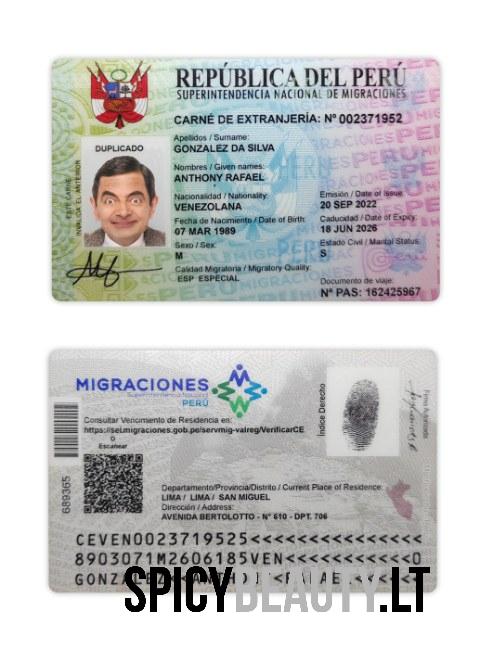 REPÚBLICA DEL PERÚ
SUPERINTENDENCIA NACIONAL DE MIGRACIONES
CARNÉ DE EXTRANJERÍA: Nº 002371952
DUPLICADO
ESTE CARNÉ
INVALIDA EL ANTERIOR
Apellidos / Surname:
GONZALEZ DA SILVA
Nombres / Given names:
ANTHONY RAFAEL
Nacionalidad / Nationality:
VENEZOLANA
Emisión / Date of Issue:
20 SEP 2022
Fecha de Nacimiento / Date of Birth:
07 MAR 1989
Caducidad / Date of Expiry:
18 JUN 2026
Sexo / Sex:
M
Estado Civil / Marital Status:
S
Calidad Migratoria / Migratory Quality:
ESP ESPECIAL
Documento de viaje:
Nº PAS: 162425967
MIGRACIONES
Superintendencia Nacional
PERÚ
Consultar Vencimiento de Residencia en:
https://sel.migraciones.gob.pe/servmig-valreg/VerificarCE
O
Escanear
689365
Índice Derecho
Firma Autorizada
Departamento/Provincia/Distrito / Current Place of Residence:
LIMA / LIMA / SAN MIGUEL
Dirección / Address:
AVENIDA BERTOLOTTO - Nº 610 - DPT. 706
CEVEN0023719525<<<<<<<<<<<<<<<
8903071M2606185VEN<<<<<<<<<<<0
GONZALEZ<<ANTHONY<RAFAEL<<<<<<
SPICYBEAUTY.LT